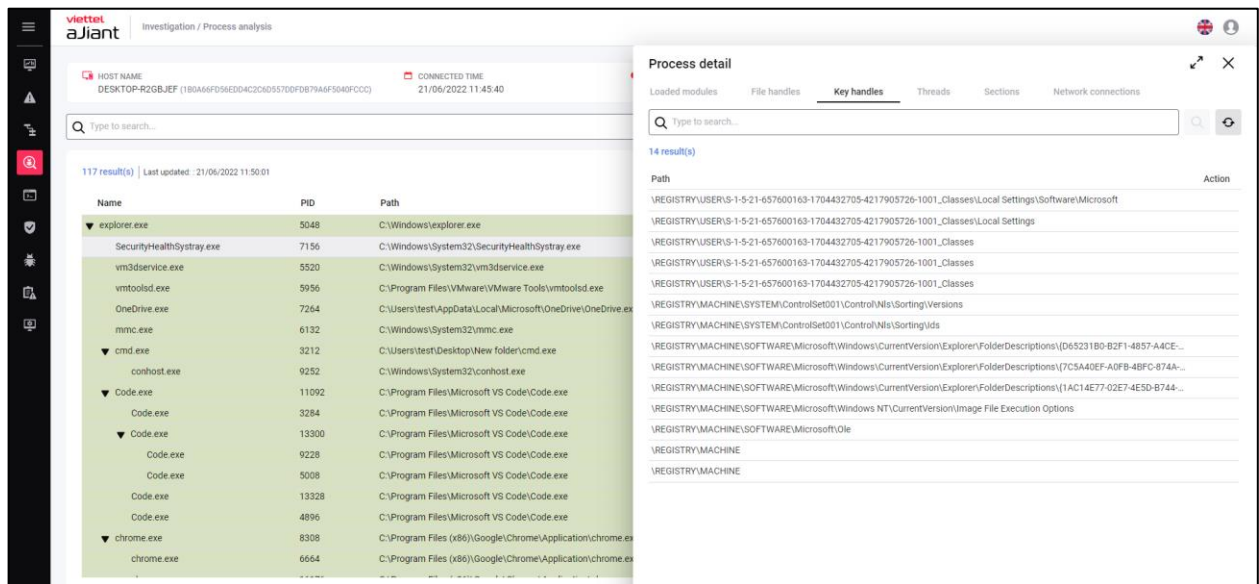 viettel
aJiant
Investigation / Process analysis
HOST NAME
DESKTOP-R2GBJEF (1B0A66FD56EDD4C2C6D557DDFDB79A6F5040FCCC)
CONNECTED TIME
21/06/2022 11:45:40
Type to search...
117 result(s) | Last updated : 21/06/2022 11:50:01
Name PID Path
explorer.exe 5048 C:\Windows\explorer.exe
SecurityHealthSystray.exe 7156 C:\Windows\System32\SecurityHealthSystray.exe
vm3dservice.exe 5520 C:\Windows\System32\vm3dservice.exe
vmtoolsd.exe 5956 C:\Program Files\VMware\VMware Tools\vmtoolsd.exe
OneDrive.exe 7264 C:\Users\test\AppData\Local\Microsoft\OneDrive\OneDrive.ex
mmc.exe 6132 C:\Windows\System32\mmc.exe
cmd.exe 3212 C:\Users\test\Desktop\New folder\cmd.exe
conhost.exe 9252 C:\Windows\System32\conhost.exe
Code.exe 11092 C:\Program Files\Microsoft VS Code\Code.exe
Code.exe 3284 C:\Program Files\Microsoft VS Code\Code.exe
Code.exe 13300 C:\Program Files\Microsoft VS Code\Code.exe
Code.exe 9228 C:\Program Files\Microsoft VS Code\Code.exe
Code.exe 5008 C:\Program Files\Microsoft VS Code\Code.exe
Code.exe 13328 C:\Program Files\Microsoft VS Code\Code.exe
Code.exe 4896 C:\Program Files\Microsoft VS Code\Code.exe
chrome.exe 8308 C:\Program Files (x86)\Google\Chrome\Application\chrome.ex
chrome.exe 6664 C:\Program Files (x86)\Google\Chrome\Application\chrome.ex
Process detail
Loaded modules File handles Key handles Threads Sections Network connections
Type to search...
14 result(s)
Path Action
\REGISTRY\USER\S-1-5-21-657600163-1704432705-4217905726-1001_Classes\Local Settings\Software\Microsoft
\REGISTRY\USER\S-1-5-21-657600163-1704432705-4217905726-1001_Classes\Local Settings
\REGISTRY\USER\S-1-5-21-657600163-1704432705-4217905726-1001_Classes
\REGISTRY\USER\S-1-5-21-657600163-1704432705-4217905726-1001_Classes
\REGISTRY\USER\S-1-5-21-657600163-1704432705-4217905726-1001_Classes
\REGISTRY\MACHINE\SYSTEM\ControlSet001\Control\Nls\Sorting\Versions
\REGISTRY\MACHINE\SYSTEM\ControlSet001\Control\Nls\Sorting\Ids
\REGISTRY\MACHINE\SOFTWARE\Microsoft\Windows\CurrentVersion\Explorer\FolderDescriptions\{D65231B0-B2F1-4857-A4CE-...
\REGISTRY\MACHINE\SOFTWARE\Microsoft\Windows\CurrentVersion\Explorer\FolderDescriptions\{7C5A40EF-A0FB-4BFC-874A-...
\REGISTRY\MACHINE\SOFTWARE\Microsoft\Windows\CurrentVersion\Explorer\FolderDescriptions\{1AC14E77-02E7-4E5D-B744-...
\REGISTRY\MACHINE\SOFTWARE\Microsoft\Windows NT\CurrentVersion\Image File Execution Options
\REGISTRY\MACHINE\SOFTWARE\Microsoft\Ole
\REGISTRY\MACHINE
\REGISTRY\MACHINE